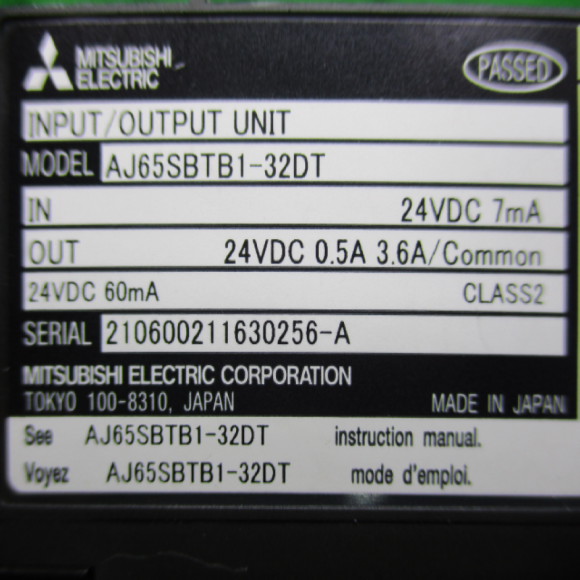 MITSUBISHI
ELECTRIC
PASSED
INPUT/OUTPUT UNIT
MODEL AJ65SBTB1-32DT
IN 24VDC 7mA
OUT 24VDC 0.5A 3.6A/Common
24VDC 60mA CLASS2
SERIAL 210600211630256-A
MITSUBISHI ELECTRIC CORPORATION
TOKYO 100-8310, JAPAN MADE IN JAPAN
See AJ65SBTB1-32DT instruction manual.
Voyez AJ65SBTB1-32DT mode d'emploi.